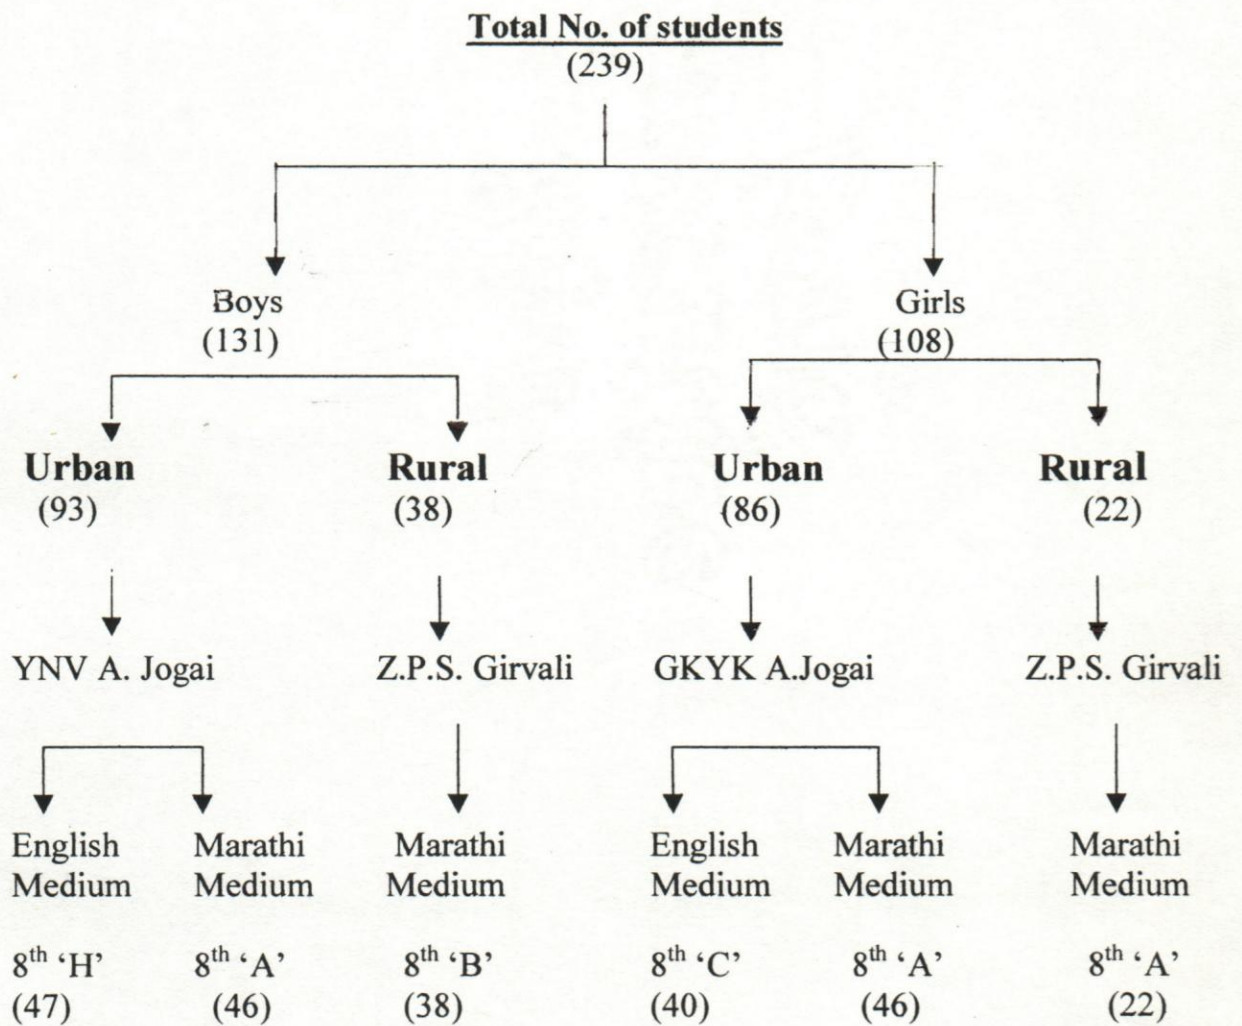 Total No. of students
(239)
Boys
(131)
Girls
(108)
Urban
(93)
Rural
(38)
Urban
(86)
Rural
(22)
YNV A. Jogai
Z.P.S. Girvali
GKYK A.Jogai
Z.P.S. Girvali
English
Medium
Marathi
Medium
Marathi
Medium
English
Medium
Marathi
Medium
Marathi
Medium
8th ‘H’
(47)
8th ‘A’
(46)
8th ‘B’
(38)
8th ‘C’
(40)
8th ‘A’
(46)
8th ‘A’
(22)